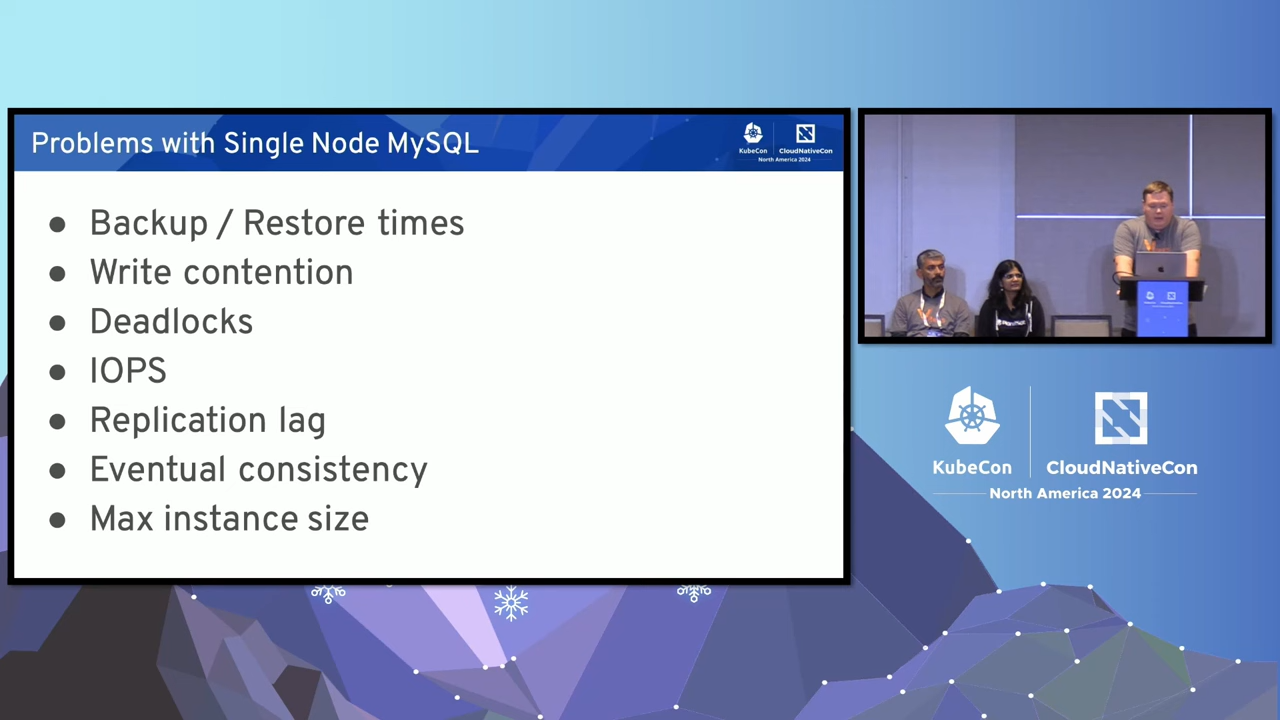 Problems with Single Node MySQL
KubeCon
CloudNativeCon
North America 2024
● Backup / Restore times
● Write contention
● Deadlocks
● IOPS
● Replication lag
● Eventual consistency
● Max instance size
KubeCon
CloudNativeCon
North America 2024